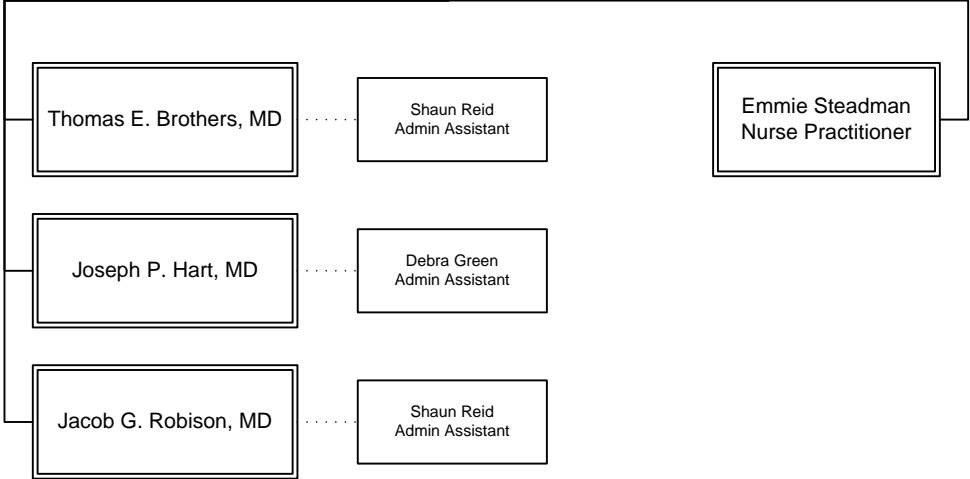 Thomas E. Brothers, MD
Shaun Reid
Admin Assistant
Emmie Steadman
Nurse Practitioner
Joseph P. Hart, MD
Debra Green
Admin Assistant
Jacob G. Robison, MD
Shaun Reid
Admin Assistant